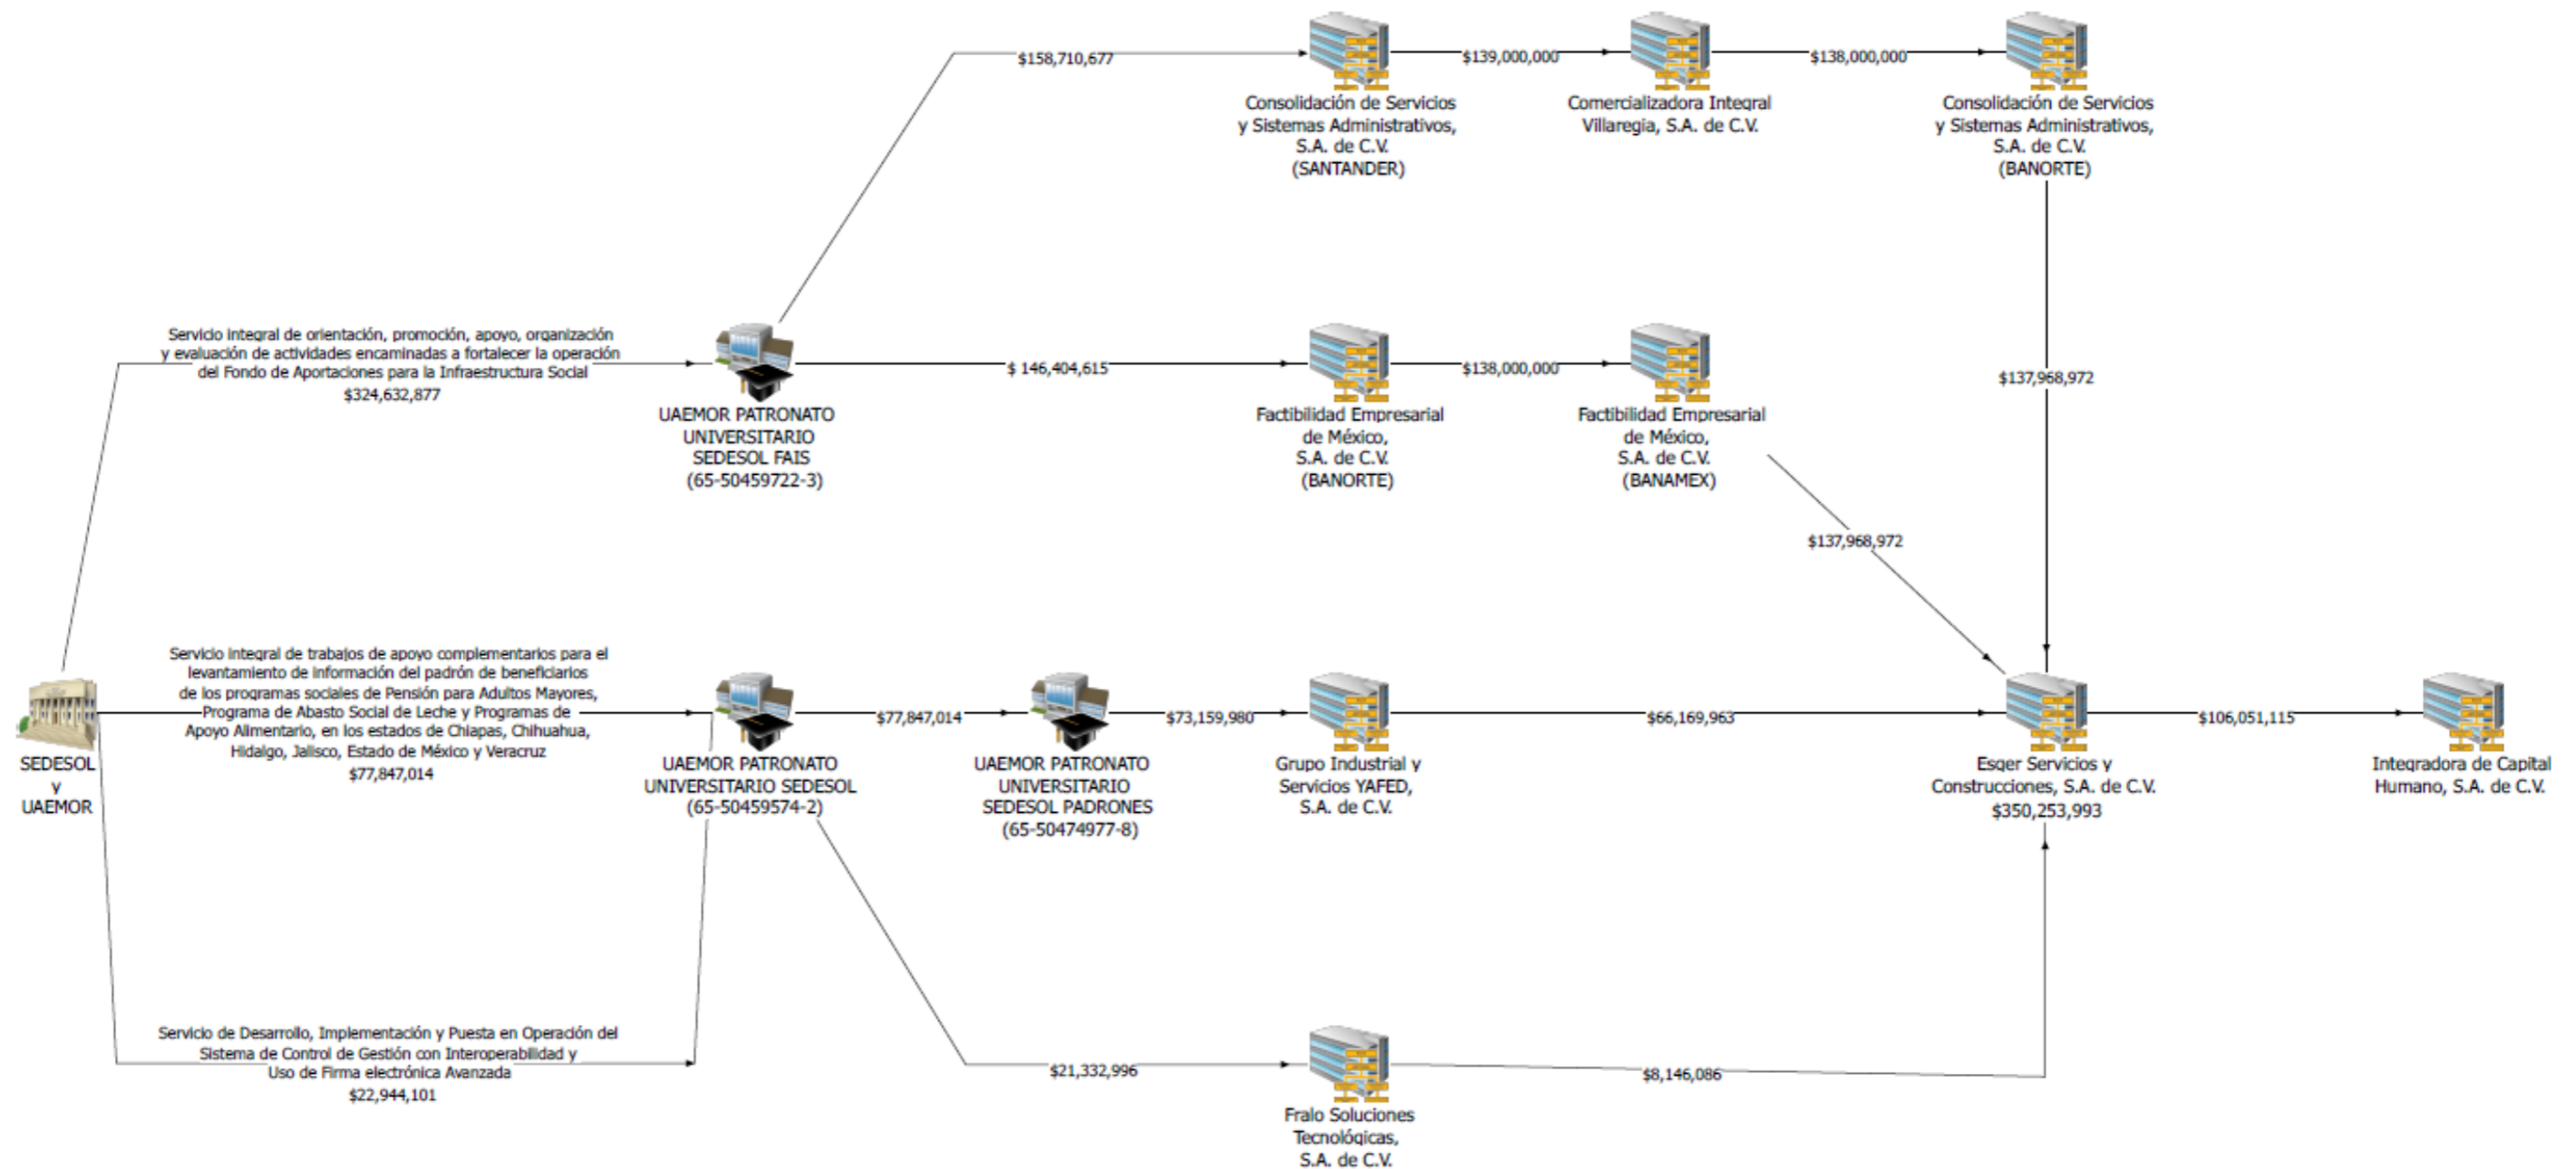 $158,710,677
$139,000,000
$138,000,000
Consolidación de Servicios
y Sistemas Administrativos,
S.A. de C.V.
(SANTANDER)
Comercializadora Integral
Villaregia, S.A. de C.V.
Consolidación de Servicios
y Sistemas Administrativos,
S.A. de C.V.
(BANORTE)
$137,968,972
Servicio integral de orientación, promoción, apoyo, organización
y evaluación de actividades encaminadas a fortalecer la operación
del Fondo de Aportaciones para la Infraestructura Social
$324,632,877
UAEMOR PATRONATO
UNIVERSITARIO
SEDESOL FAIS
(65-50459722-3)
$ 146,404,615
Factibilidad Empresarial
de México,
S.A. de C.V.
(BANORTE)
$138,000,000
Factibilidad Empresarial
de México,
S.A. de C.V.
(BANAMEX)
$137,968,972
SEDESOL
y
UAEMOR
Servicio integral de trabajos de apoyo complementarios para el
levantamiento de información del padrón de beneficiarios
de los programas sociales de Pensión para Adultos Mayores,
Programa de Abasto Social de Leche y Programas de
Apoyo Alimentario, en los estados de Chiapas, Chihuahua,
Hidalgo, Jalisco, Estado de México y Veracruz
$77,847,014
UAEMOR PATRONATO
UNIVERSITARIO SEDESOL
(65-50459574-2)
$77,847,014
UAEMOR PATRONATO
UNIVERSITARIO
SEDESOL PADRONES
(65-50474977-8)
$73,159,980
Grupo Industrial y
Servicios YAFED,
S.A. de C.V.
$66,169,963
Esger Servicios y
Construcciones, S.A. de C.V.
$350,253,993
$106,051,115
Integradora de Capital
Humano, S.A. de C.V.
Servicio de Desarrollo, Implementación y Puesta en Operación del
Sistema de Control de Gestión con Interoperabilidad y
Uso de Firma electrónica Avanzada
$22,944,101
$21,332,996
Fralo Soluciones
Tecnológicas,
S.A. de C.V.
$8,146,086